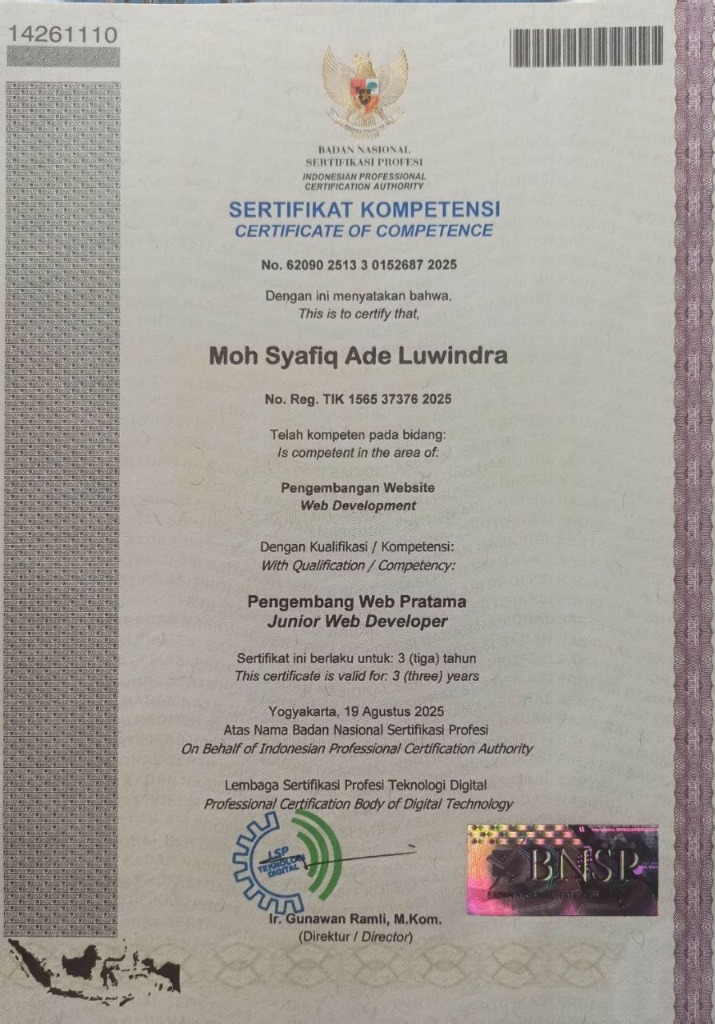 14261110
BADAN NASIONAL
SERTIFIKASI PROFESI
INDONESIAN PROFESSIONAL
CERTIFICATION AUTHORITY
SERTIFIKAT KOMPETENSI
CERTIFICATE OF COMPETENCE
No. 62090 2513 3 0152687 2025
Dengan ini menyatakan bahwa,
This is to certify that,
Moh Syafiq Ade Luwindra
No. Reg. TIK 1565 37376 2025
Telah kompeten pada bidang:
Is competent in the area of:
Pengembangan Website
Web Development
Dengan Kualifikasi / Kompetensi:
With Qualification / Competency:
Pengembang Web Pratama
Junior Web Developer
Sertifikat ini berlaku untuk: 3 (tiga) tahun
This certificate is valid for: 3 (three) years
Yogyakarta, 19 Agustus 2025
Atas Nama Badan Nasional Sertifikasi Profesi
On Behalf of Indonesian Professional Certification Authority
Lembaga Sertifikasi Profesi Teknologi Digital
Professional Certification Body of Digital Technology
LSP
TEKNOLOGI
DIGITAL
BNSP
Ir. Gunawan Ramli, M.Kom.
(Direktur / Director)